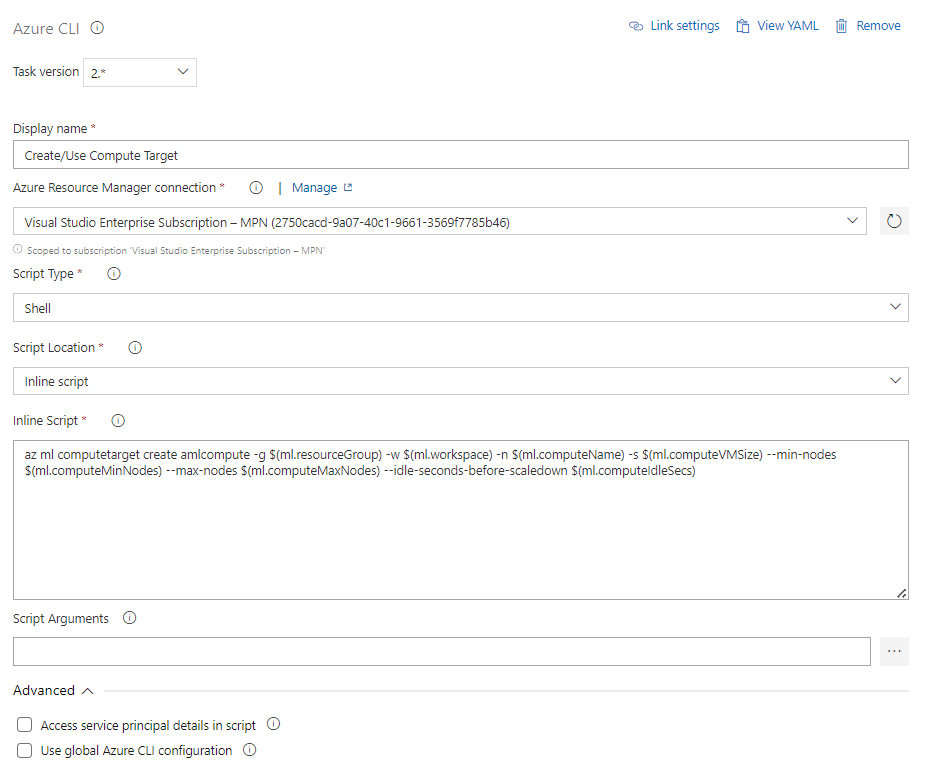 Azure CLI
Link settings View YAML Remove
Task version 2.*
Display name *
Create/Use Compute Target
Azure Resource Manager connection * | Manage
Visual Studio Enterprise Subscription – MPN (2750cacd-9a07-40c1-9661-3569f7785b46)
Scoped to subscription 'Visual Studio Enterprise Subscription – MPN'
Script Type *
Shell
Script Location *
Inline script
Inline Script *
az ml computetarget create amlcompute -g $(ml.resourceGroup) -w $(ml.workspace) -n $(ml.computeName) -s $(ml.computeVMSize) --min-nodes
$(ml.computeMinNodes) --max-nodes $(ml.computeMaxNodes) --idle-seconds-before-scaledown $(ml.computeIdleSecs)
Script Arguments
...
Advanced
Access service principal details in script
Use global Azure CLI configuration